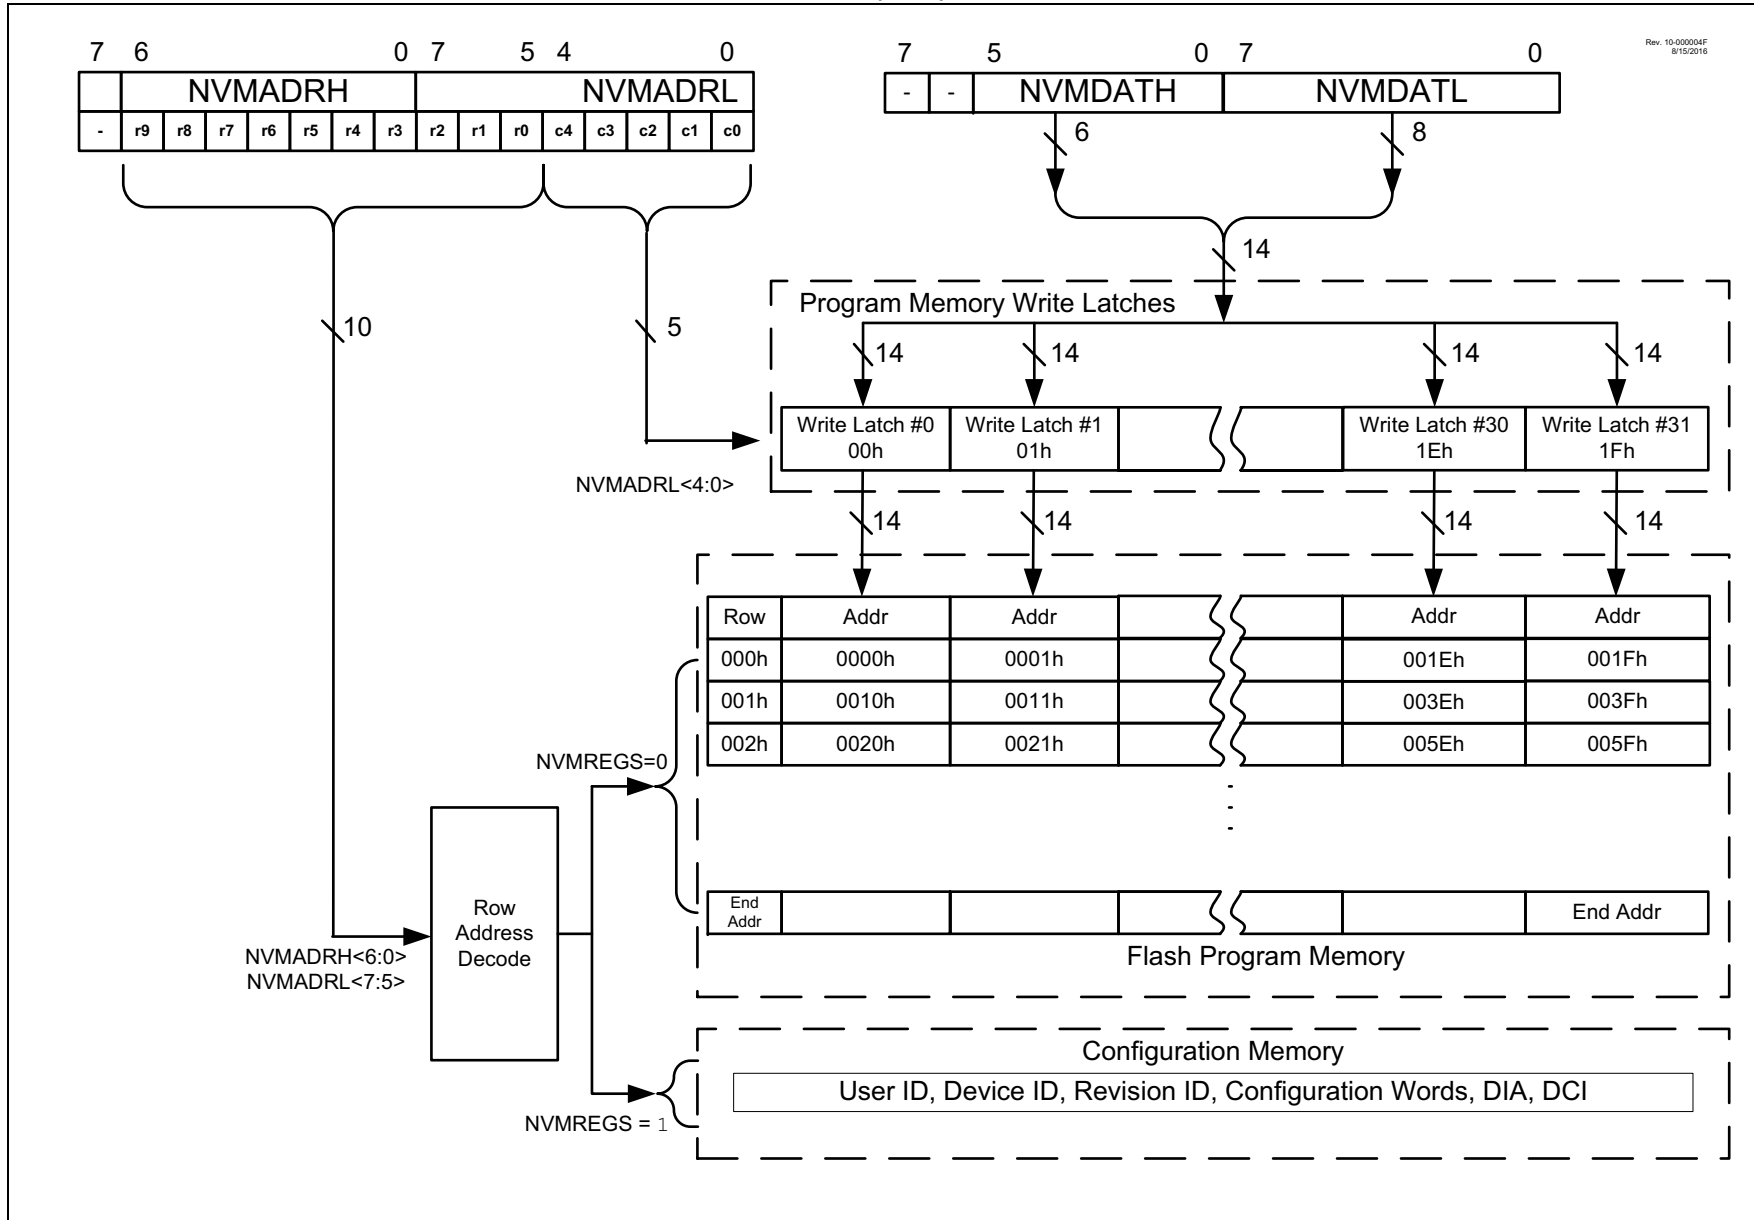 7 6 0 7 5 4 0
7 5 0 7 0
Rev. 10-000004F
8/15/2016
NVMADRH NVMADRL
- - NVMDATH NVMDATL
- r9 r8 r7 r6 r5 r4 r3 r2 r1 r0 c4 c3 c2 c1 c0
6 8
14
10 5
Program Memory Write Latches
14 14 14 14
Write Latch #0 Write Latch #1 Write Latch #30 Write Latch #31
00h 01h 1Eh 1Fh
NVMADRL<4:0>
14 14 14 14
Row Addr Addr Addr Addr
000h 0000h 0001h 001Eh 001Fh
001h 0010h 0011h 003Eh 003Fh
002h 0020h 0021h 005Eh 005Fh
NVMREGS=0
End
Addr
End Addr
Row
Address
Decode
NVMADRH<6:0>
NVMADRL<7:5>
Flash Program Memory
Configuration Memory
User ID, Device ID, Revision ID, Configuration Words, DIA, DCI
NVMREGS = 1